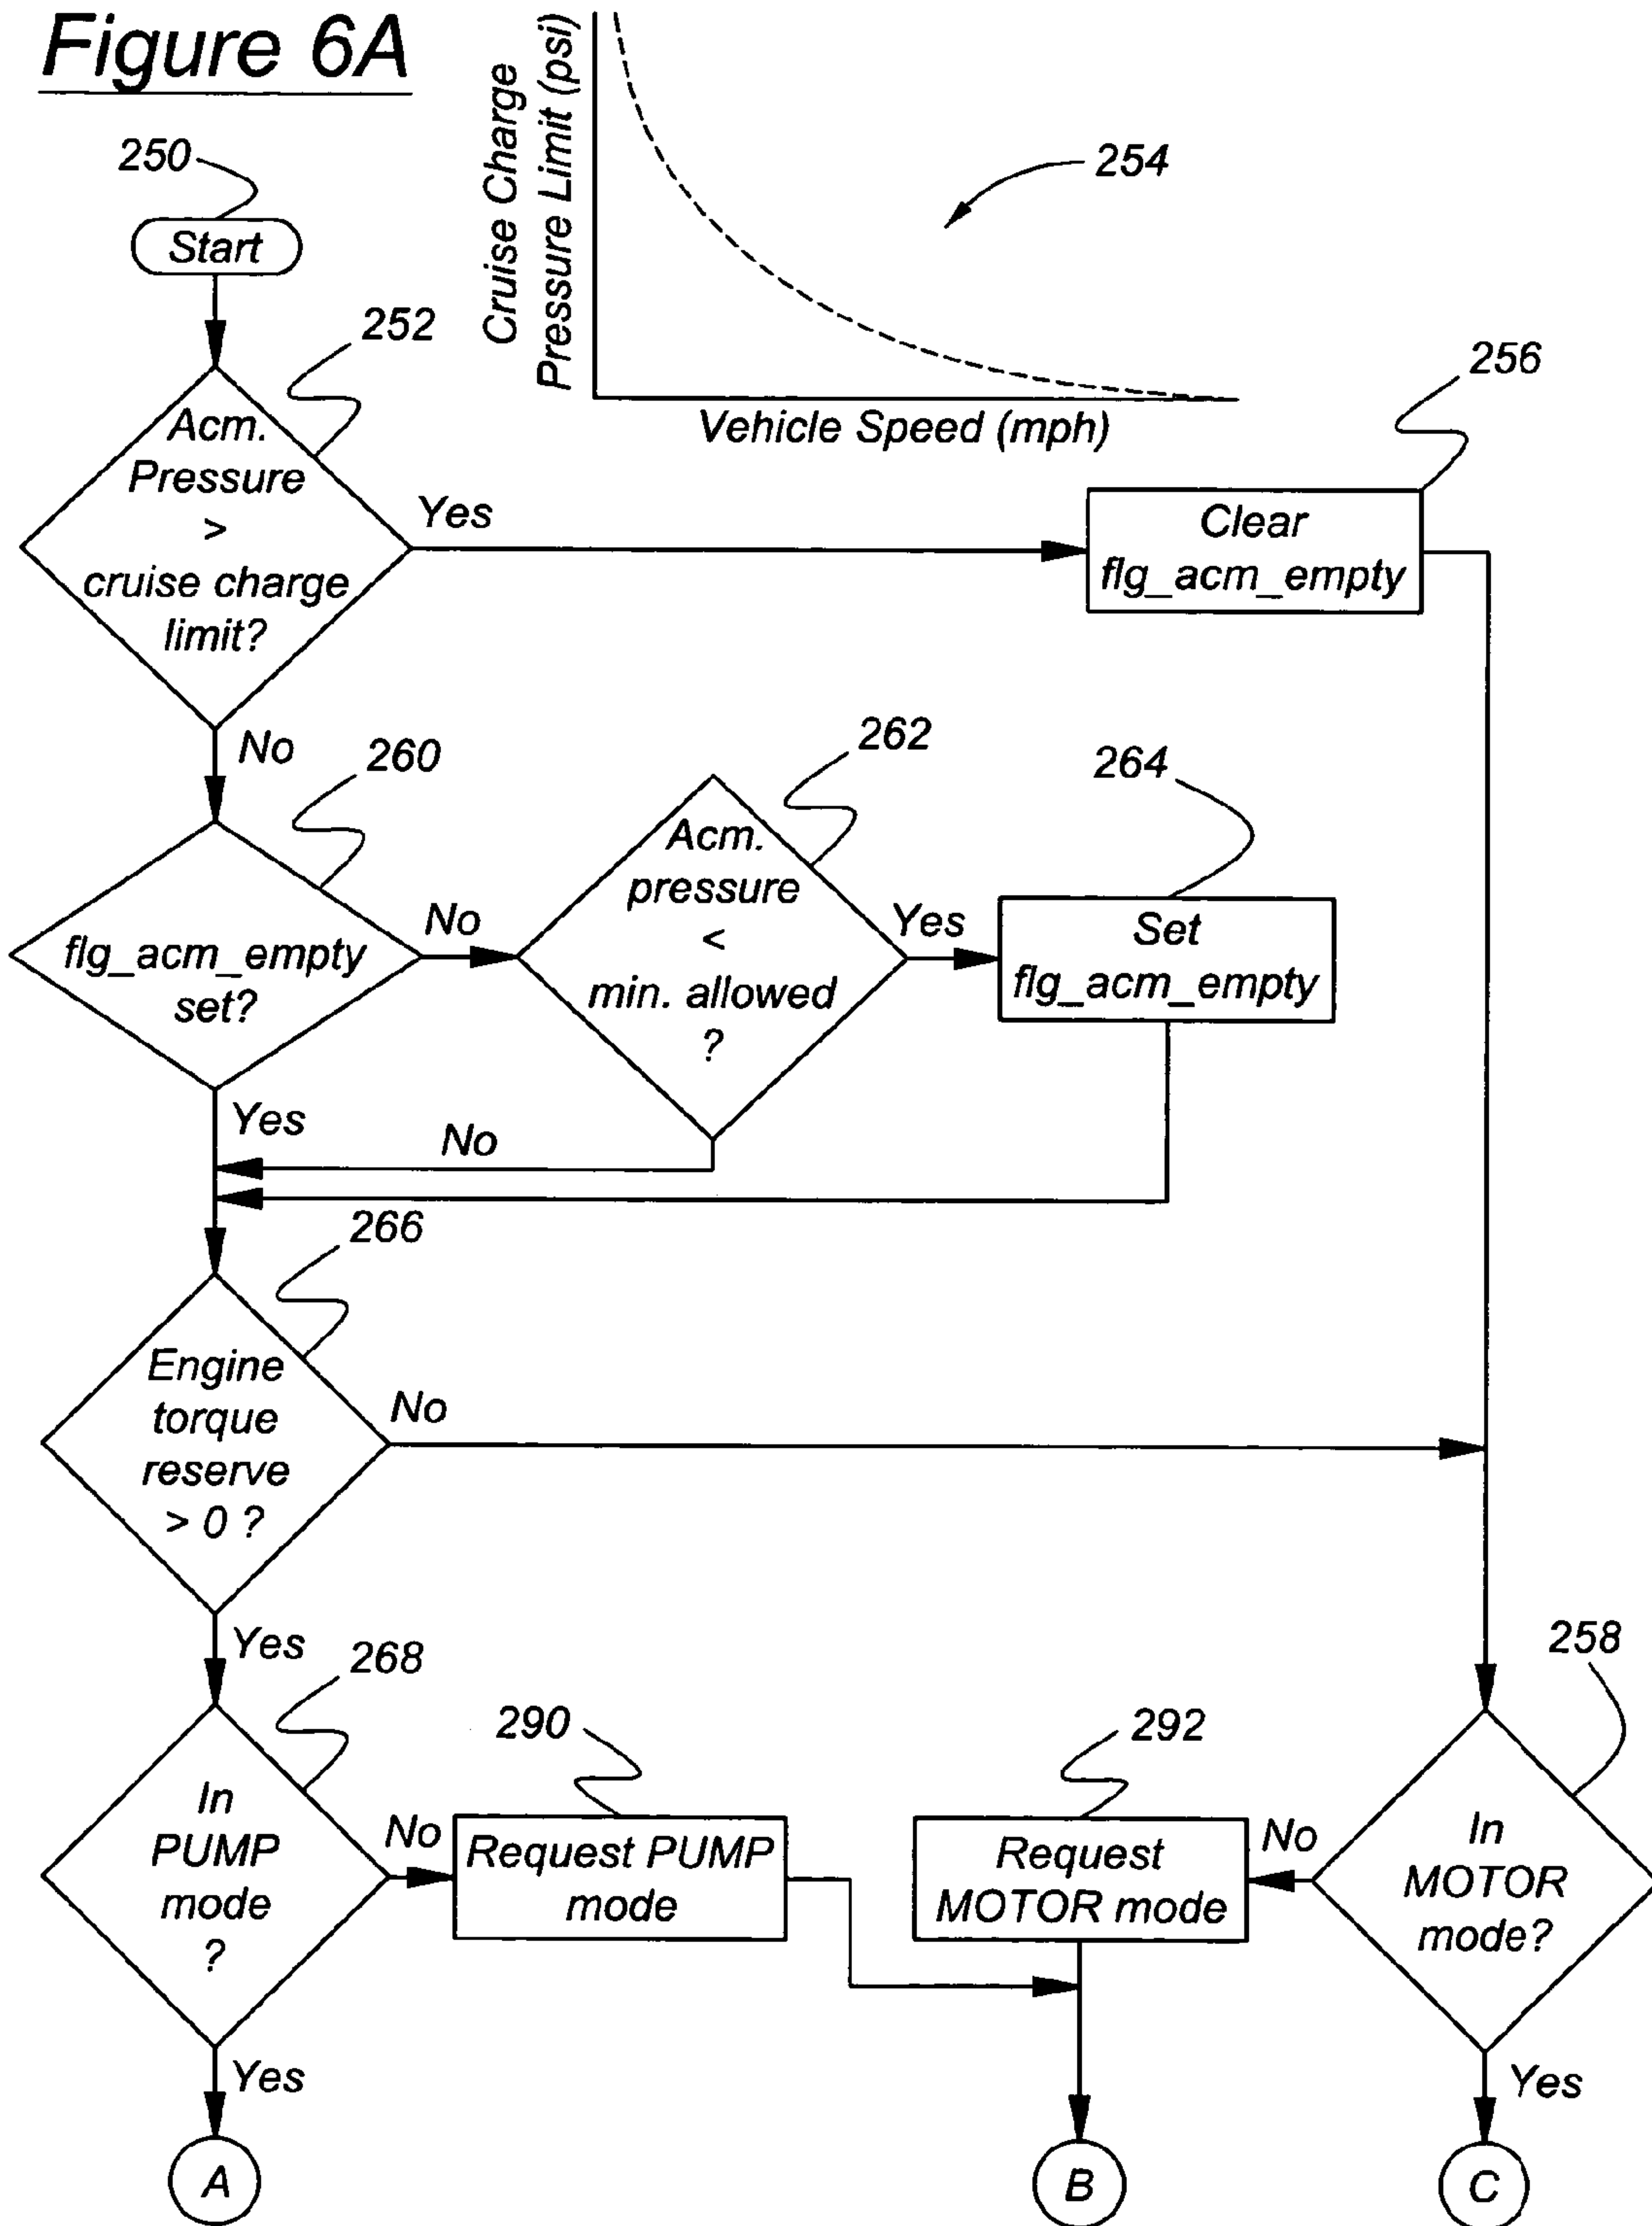 Figure 6A
Cruise Charge
Pressure Limit (psi)
Vehicle Speed (mph)
254
250
Start
252
Acm.
Pressure
>
cruise charge
limit?
Yes
256
Clear
flg_acm_empty
No
260
flg_acm_empty
set?
No
262
Acm.
pressure
<
min. allowed
?
Yes
264
Set
flg_acm_empty
Yes
No
266
Engine
torque
reserve
> 0 ?
No
Yes
268
In
PUMP
mode
?
No
290
Request PUMP
mode
292
Request
MOTOR mode
No
258
In
MOTOR
mode?
Yes
Yes
A
B
C